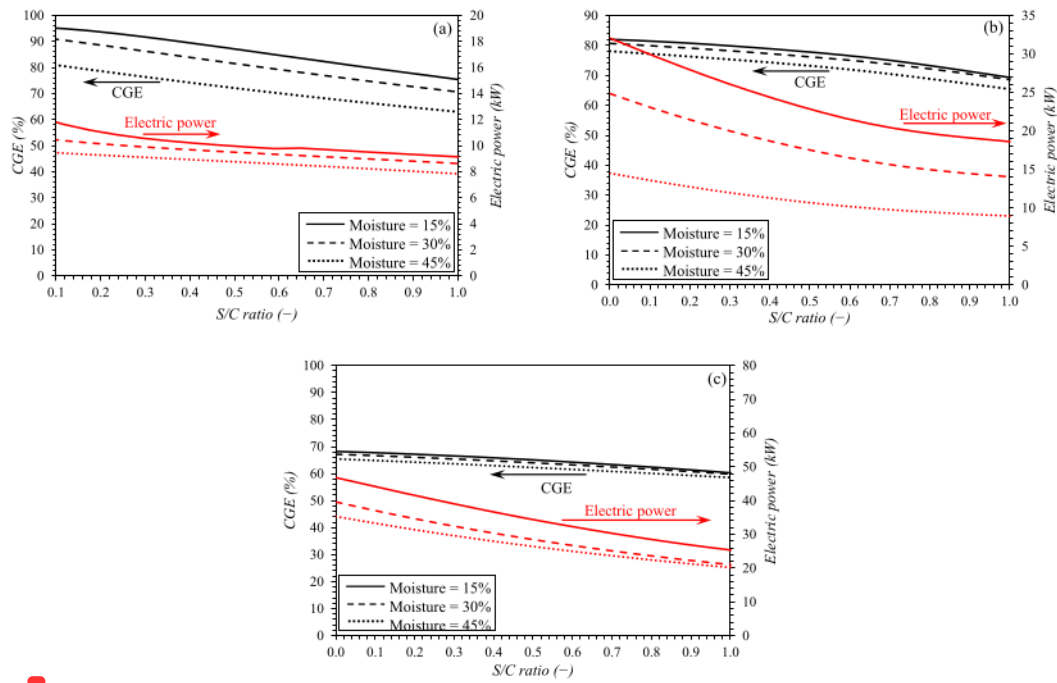 (a)
100
90
80
70
60
50
40
30
20
10
0
CGE (%)
20
18
16
14
12
10
8
6
4
2
0
Electric power (kW)
CGE
Electric power
Moisture = 15%
Moisture = 30%
Moisture = 45%
0.1 0.2 0.3 0.4 0.5 0.6 0.7 0.8 0.9 1.0
S/C ratio (−)
(b)
90
80
70
60
50
40
30
20
10
0
CGE (%)
35
30
25
20
15
10
5
0
Electric power (kW)
CGE
Electric power
Moisture = 15%
Moisture = 30%
Moisture = 45%
0.0 0.1 0.2 0.3 0.4 0.5 0.6 0.7 0.8 0.9 1.0
S/C ratio (−)
(c)
100
90
80
70
60
50
40
30
20
10
0
CGE (%)
80
70
60
50
40
30
20
10
0
Electric power (kW)
CGE
Electric power
Moisture = 15%
Moisture = 30%
Moisture = 45%
0.0 0.1 0.2 0.3 0.4 0.5 0.6 0.7 0.8 0.9 1.0
S/C ratio (−)